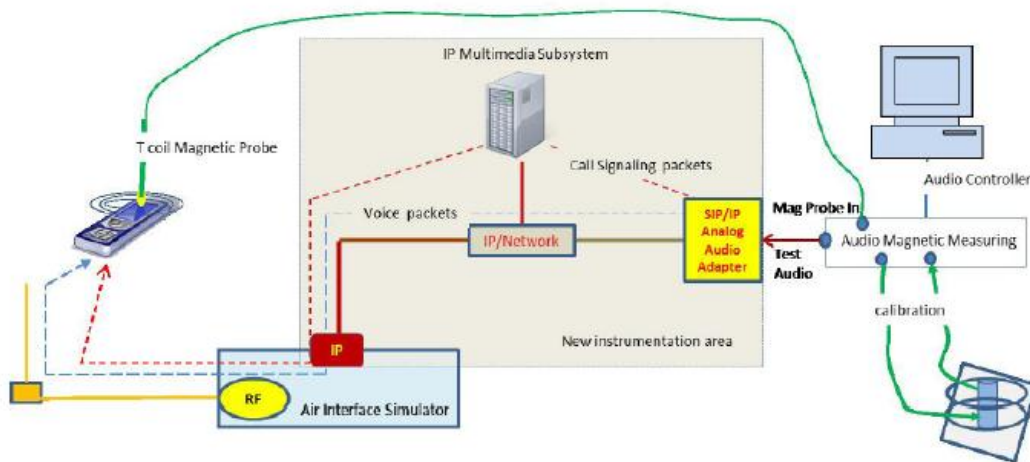 IP Multimedia Subsystem
T coil Magnetic Probe
Call Signaling packets
Audio Controller
Voice packets
SIP/IP
Analog
Audio
Adapter
Mag Probe In
IP/Network
Audio Magnetic Measuring
Test
Audio
calibration
New instrumentation area
IP
RF
Air Interface Simulator